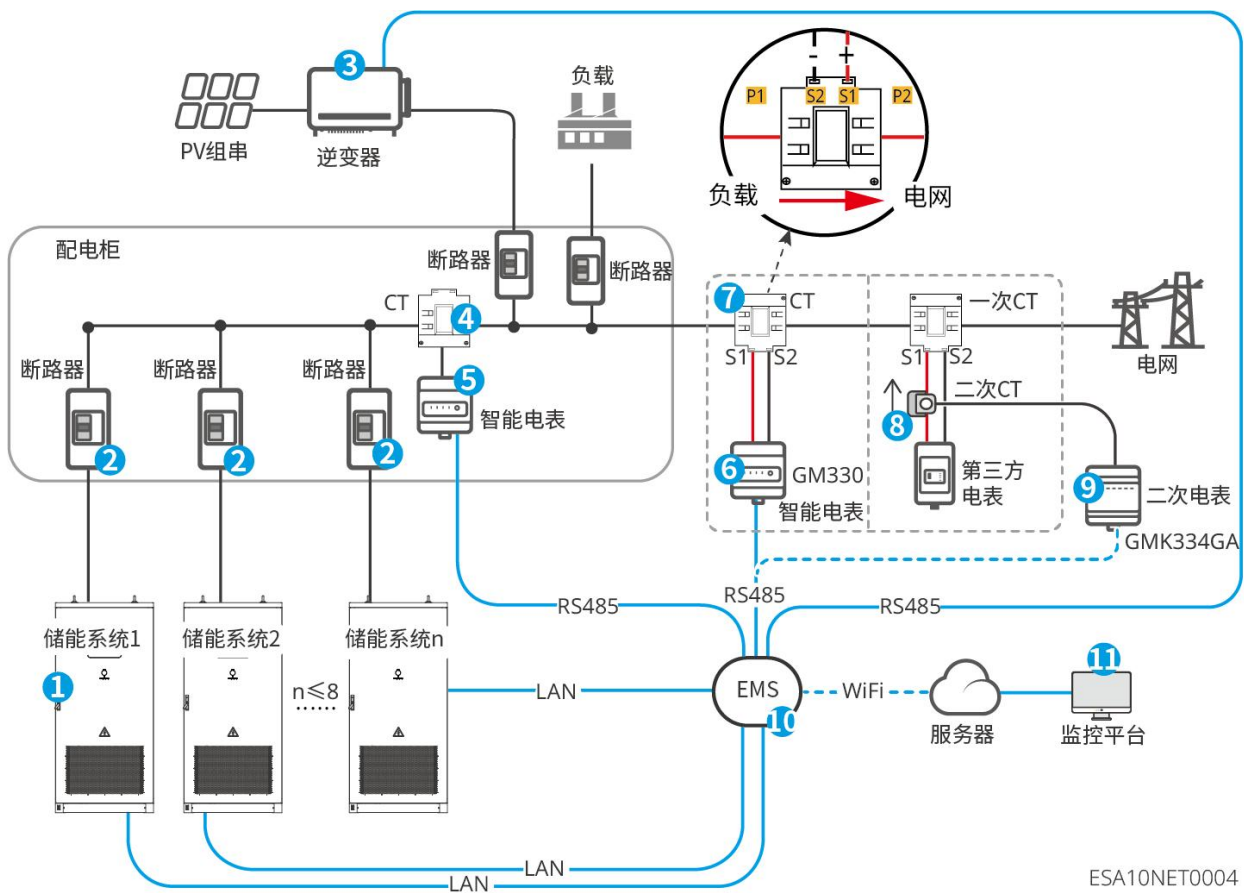 3
PV组串
逆变器
负载
-
+
P1
S2
S1
P2
负载
电网
配电柜
断路器
断路器
CT
4
7
CT
一次CT
S1
S2
S1
S2
电网
断路器
断路器
断路器
5
智能电表
二次CT
8
2
2
2
6
GM330
智能电表
第三方
电表
9
二次电表
GMK334GA
RS485
RS485
RS485
储能系统1
储能系统2
储能系统n
1
n≤8
......
LAN
EMS
10
WiFi
服务器
11
监控平台
LAN
LAN
ESA10NET0004